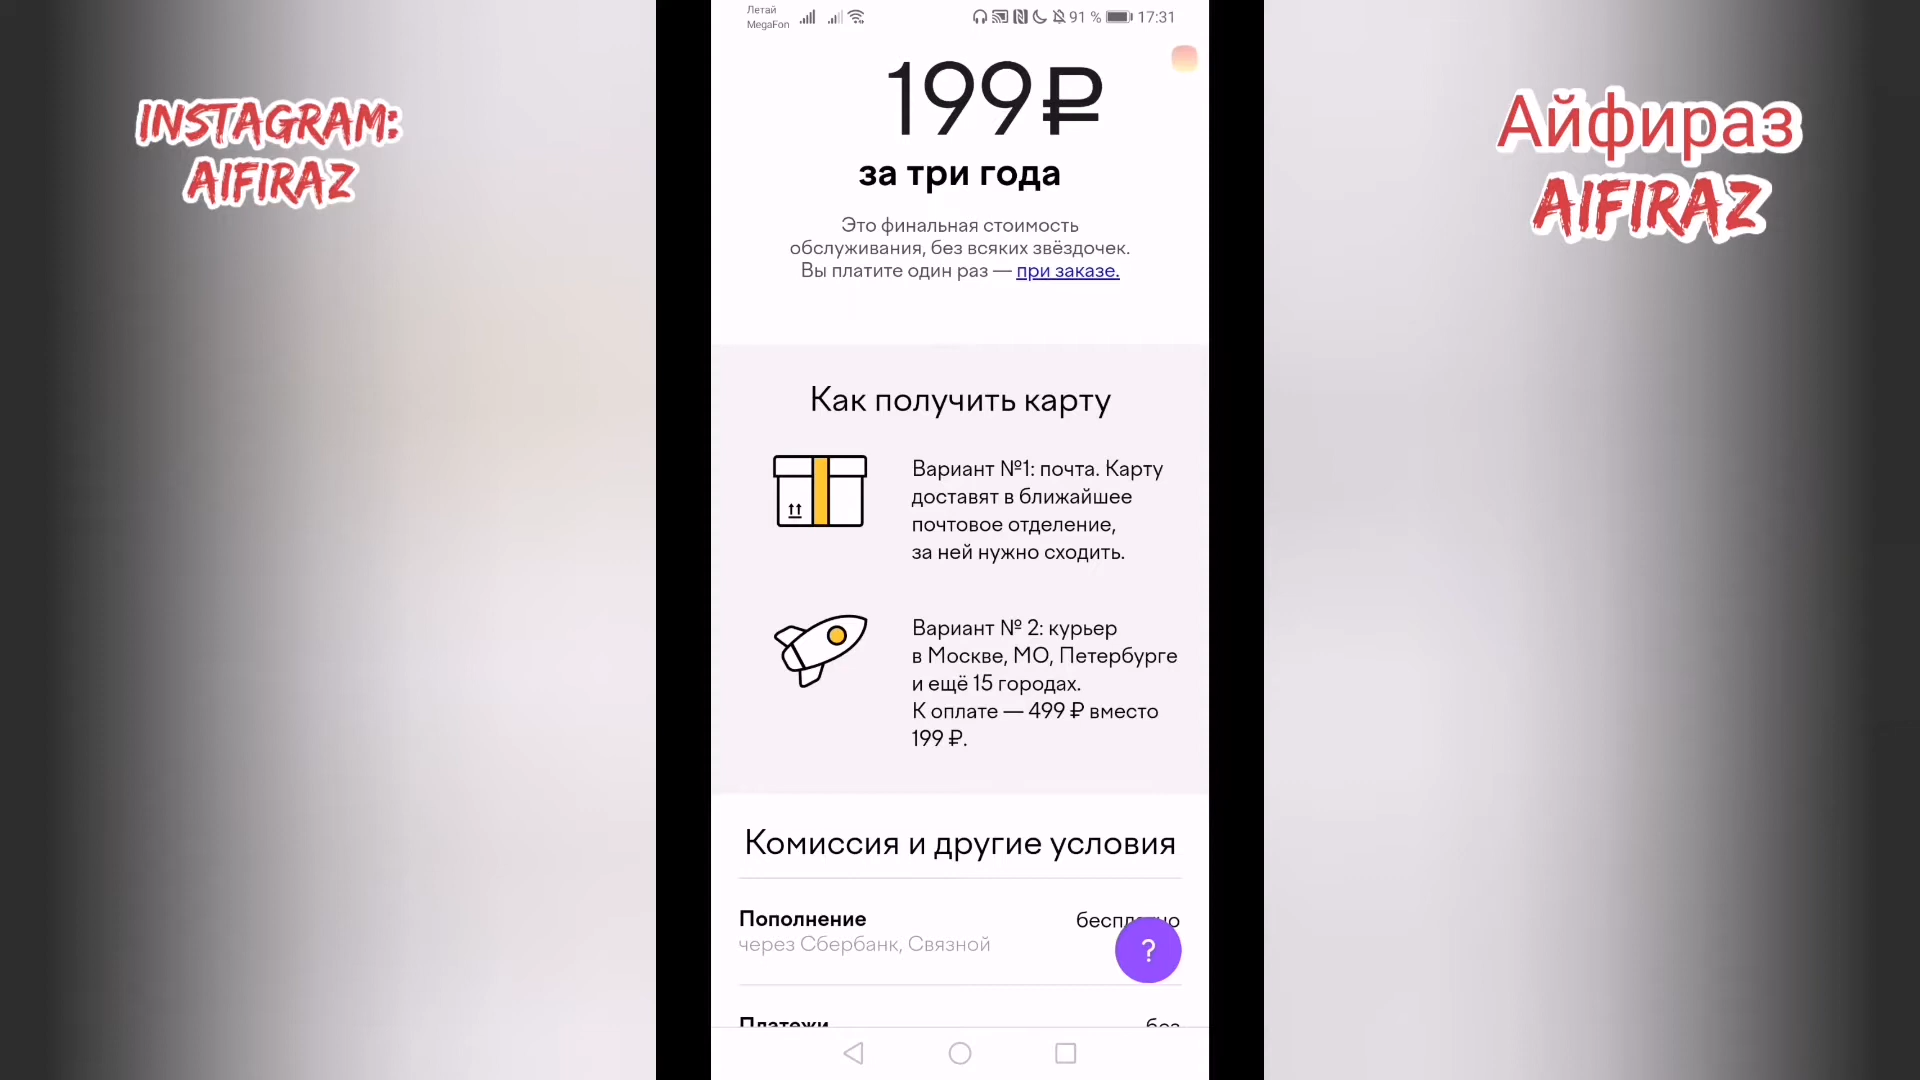 INSTAGRAM:
AIFIRAZ
Летай
MegaFon
91 %
17:31
199₽
за три года
Это финальная стоимость
обслуживания, без всяких звёздочек.
Вы платите один раз — при заказе.
Как получить карту
Вариант №1: почта. Карту
доставят в ближайшее
почтовое отделение,
за ней нужно сходить.
Вариант № 2: курьер
в Москве, МО, Петербурге
и ещё 15 городах.
К оплате — 499 ₽ вместо
199 ₽.
Комиссия и другие условия
Пополнение
бесплатно
через Сбербанк, Связной
?
Платежи
без
Айфираз
AIFIRAZ